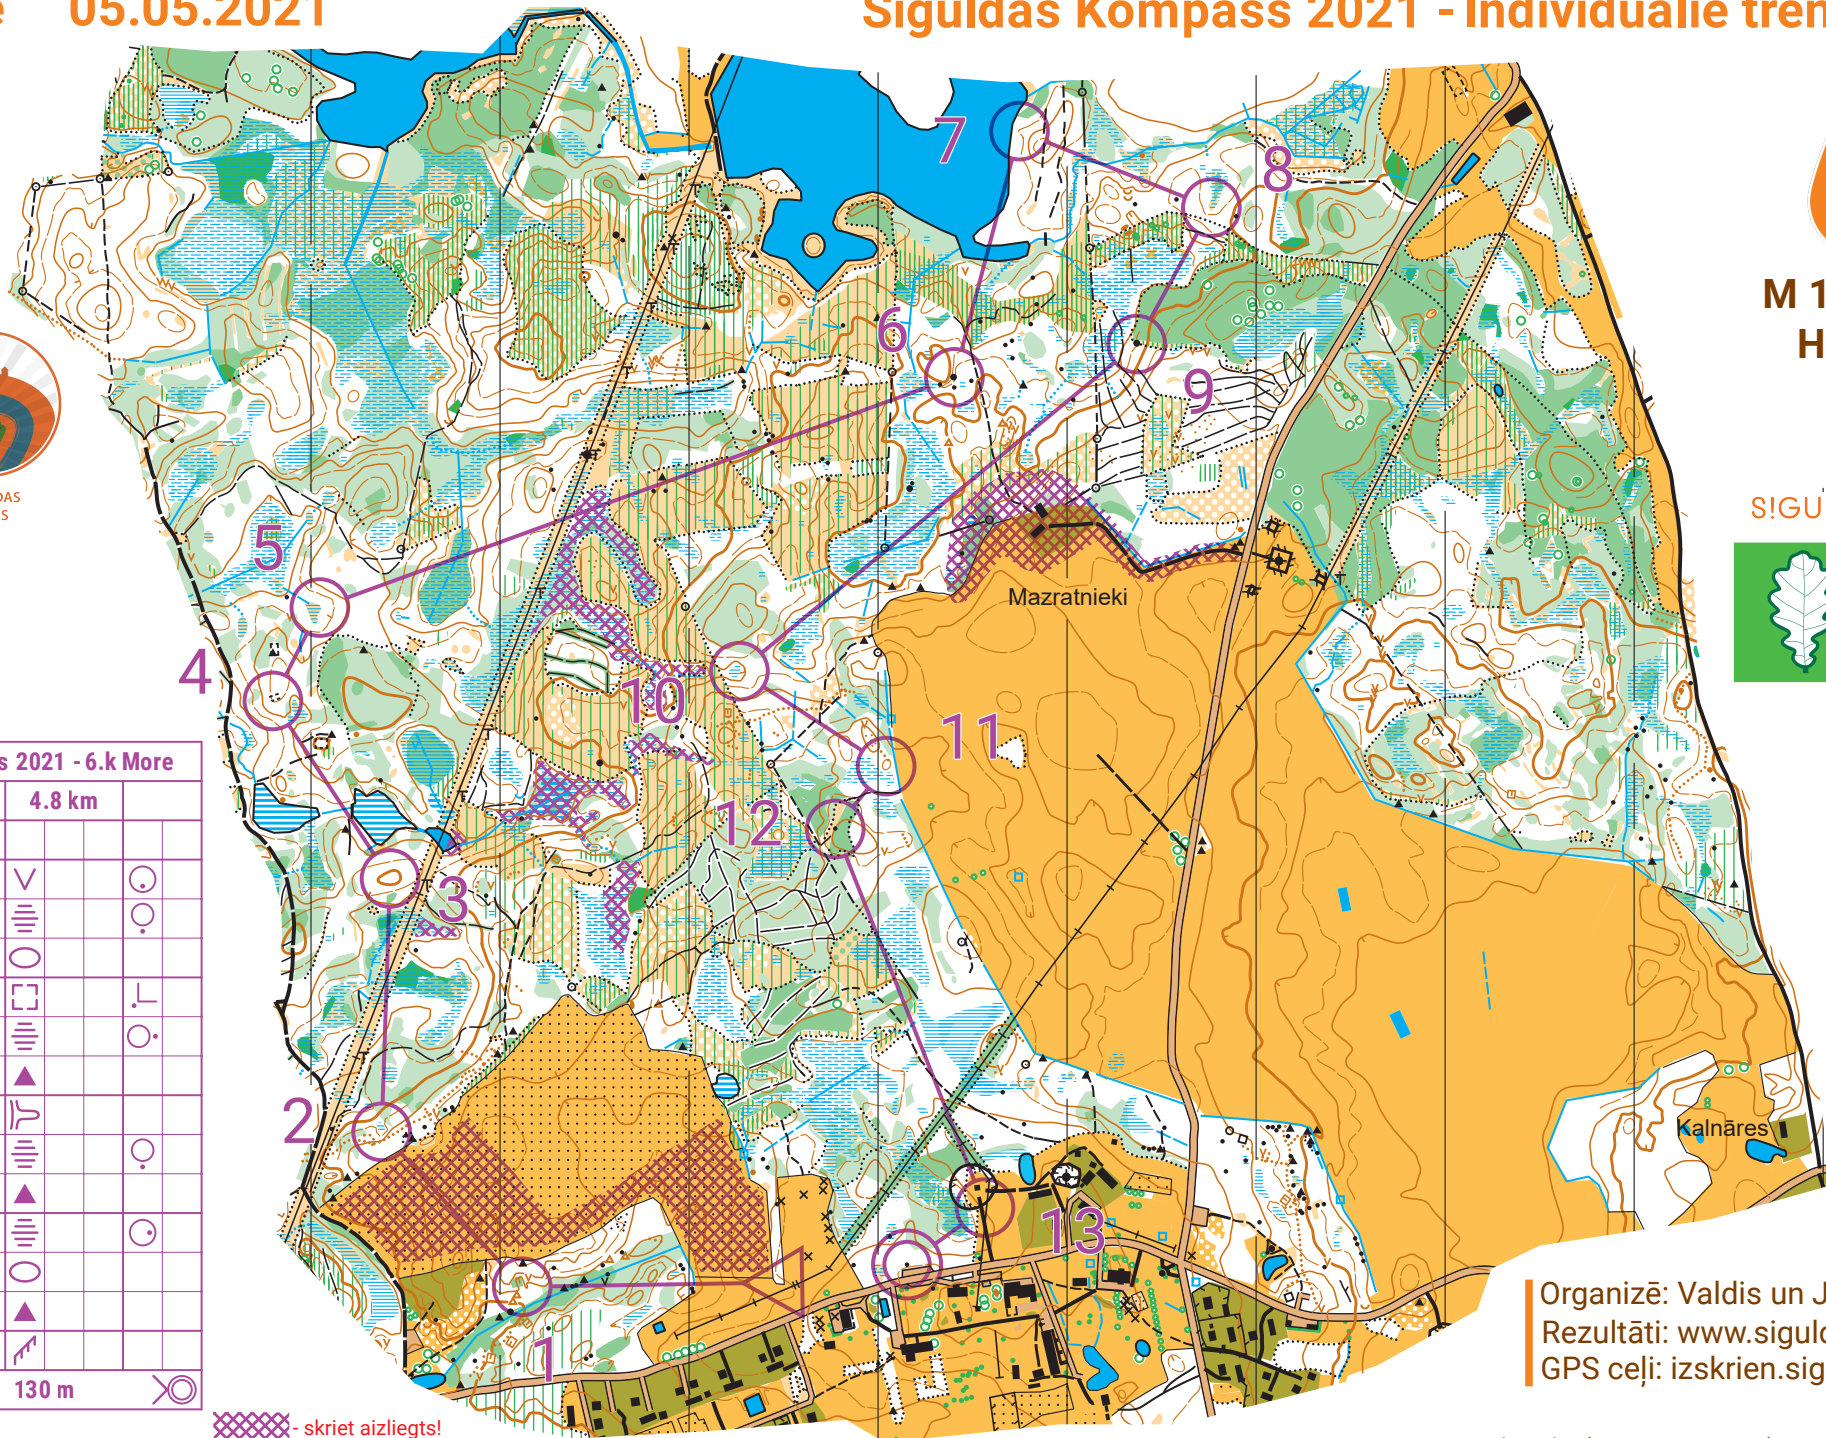 05.05.2021
Siguldas Kompass 2021 - Individuālie
7
8
6
9
5
4
10
11
12
3
2
13
1
Mazratnieki
Kalnāres
M 1
H
S!GU
2021 - 6.k More
4.8 km
130 m
- skriet aizliegts!
Organizē: Valdis un J
Rezultāti: www.siguld
GPS ceļi: izskrien.sig